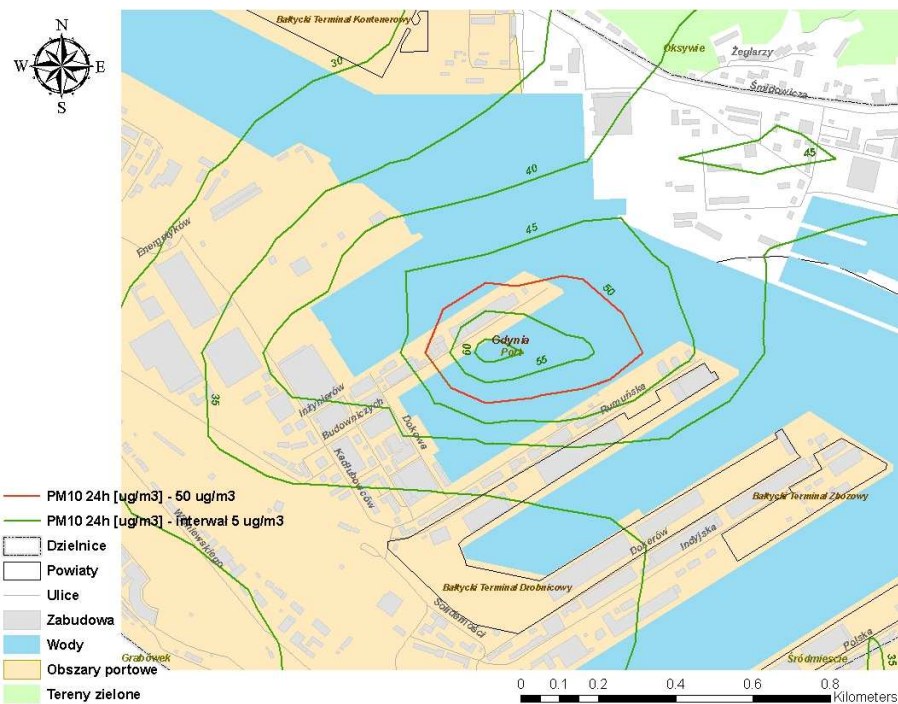 N
W E
S
Bałtycki Terminal Kontenerowy
30
Oksywie
Żeglarzy
Śmidowicza
45
40
Energetyków
45
50
Gdynia
Port
60
55
35
Inżynierów
Budowniczych
Dokowa
Rumuńska
Kadłubowców
Wiśniewskiego
Bałtycki Terminal Zbożowy
Dokerów
Indyjska
Bałtycki Terminal Drobnicowy
Solidarności
Polska
Grabówek
Śródmieście
35
PM10 24h [ug/m3] - 50 ug/m3
PM10 24h [ug/m3] - interwał 5 ug/m3
Dzielnice
Powiaty
Ulice
Zabudowa
Wody
Obszary portowe
Tereny zielone
0 0.1 0.2 0.4 0.6 0.8
Kilometers